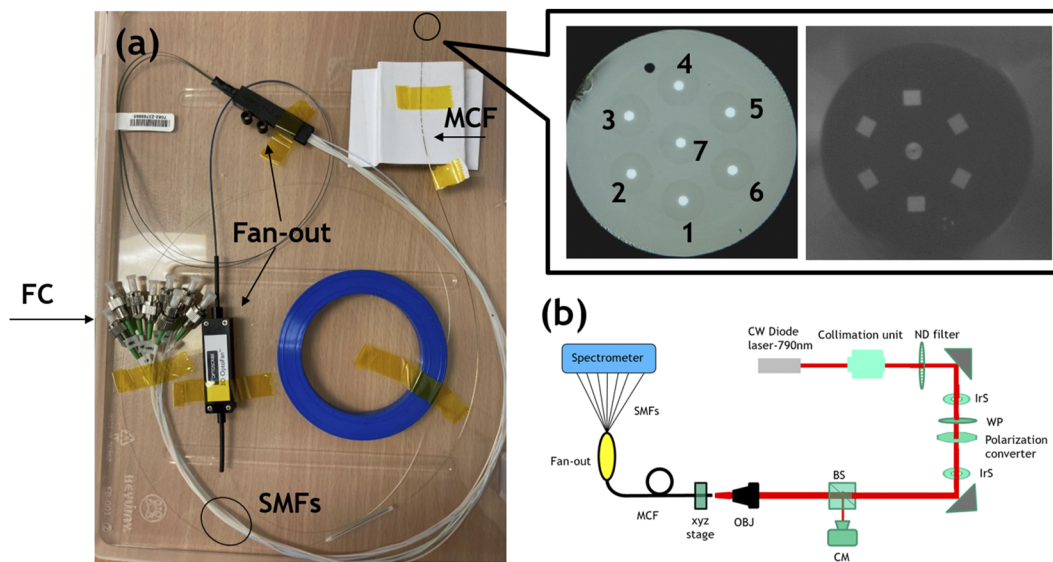 (a)
MCF
Fan-out
FC
SMFs
4
3
5
7
2
6
1
(b)
CW Diode
laser-790nm
Collimation unit
ND filter
Spectrometer
IrS
SMFs
WP
Polarization
converter
Fan-out
IrS
BS
MCF
xyz
stage
OBJ
CM